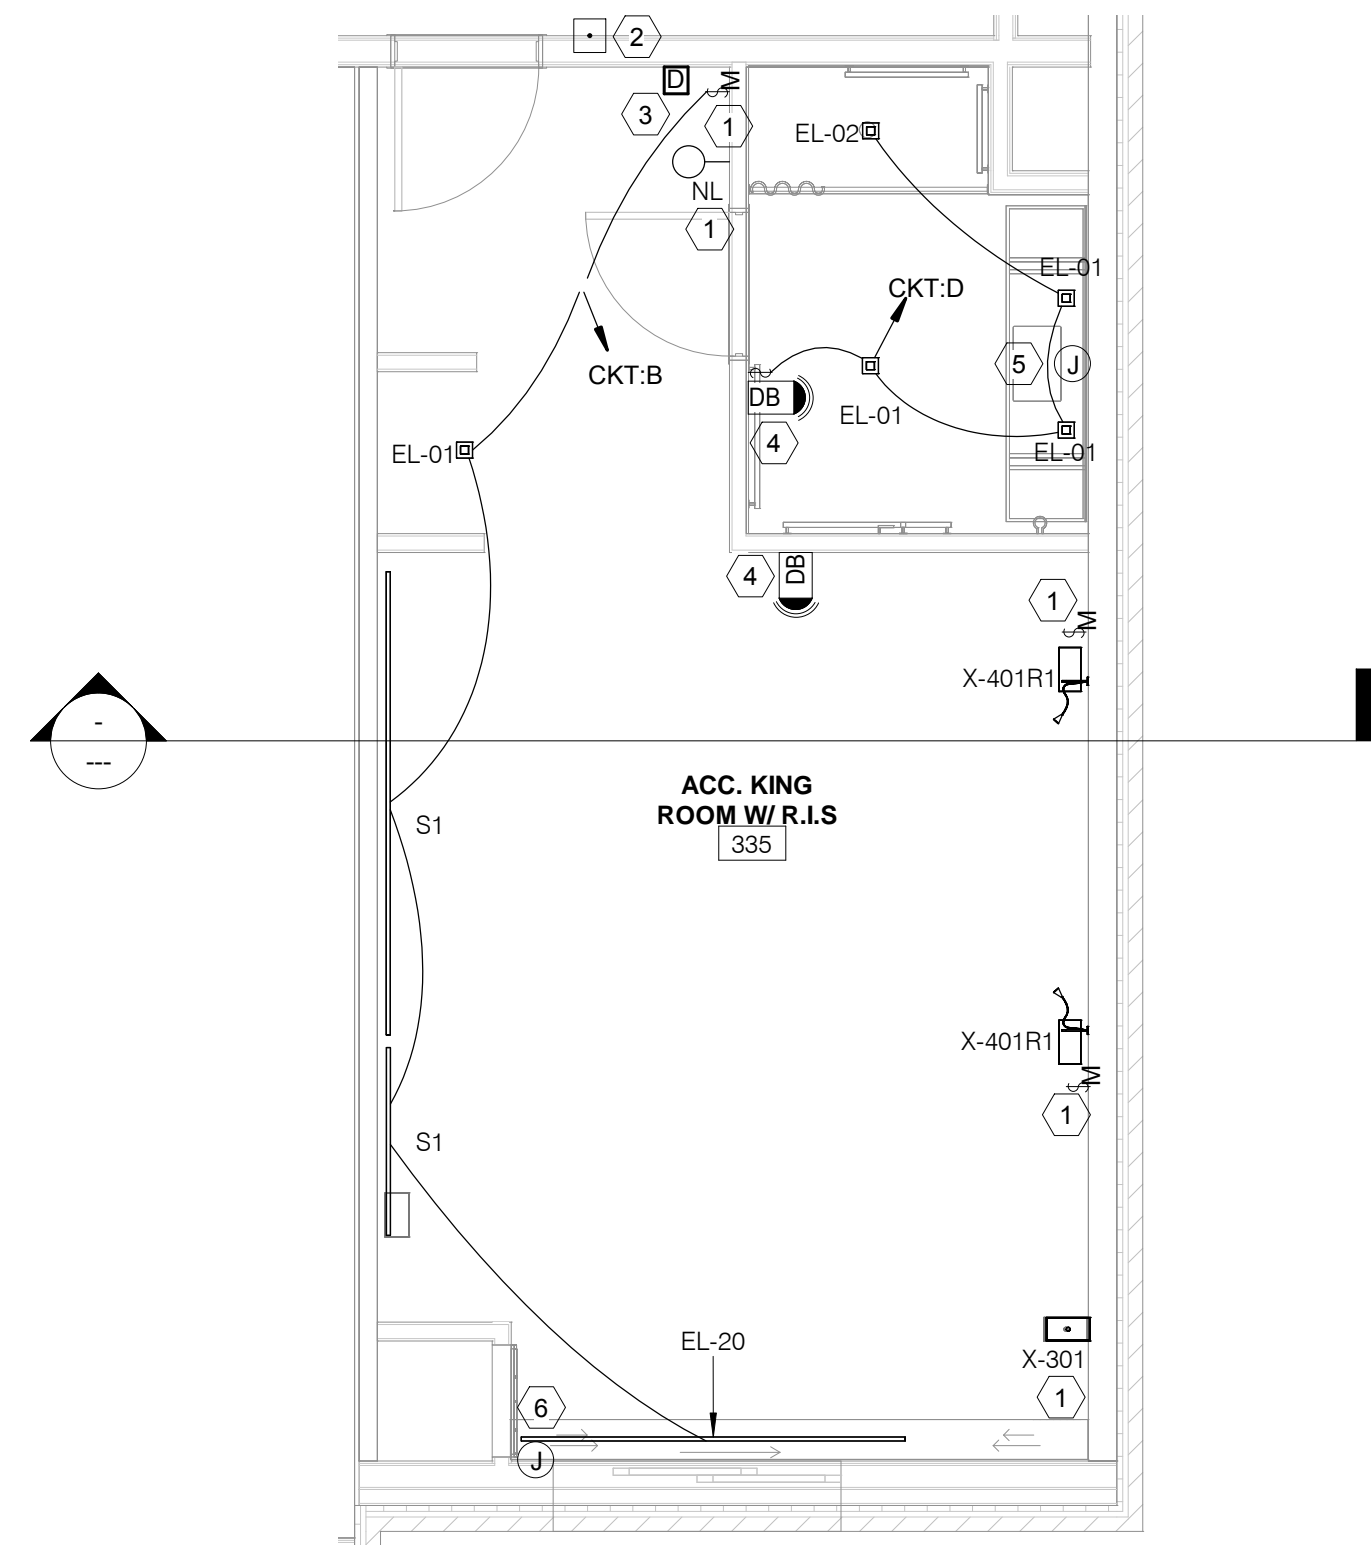 2
D
M
3
1
EL-02
NL
1
EL-01
CKT:D
CKT:B
5
J
DB
EL-01
4
EL-01
EL-01
4
DB
1
M
X-401R1
-
---
ACC. KING
ROOM W/ R.I.S
335
S1
X-401R1
M
1
S1
EL-20
X-301
6
1
J